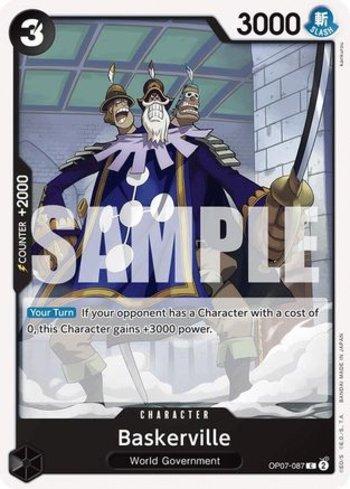 3
3000
斬
SLASH
kankurou
COUNTER +2000
SAMPLE
Your Turn If your opponent has a Character with a cost of
0, this Character gains +3000 power.
CHARACTER
Baskerville
World Government
OP07-087 C 2
BANDAI MADE IN JAPAN
©E.O./S., T.A.
©E.O./S